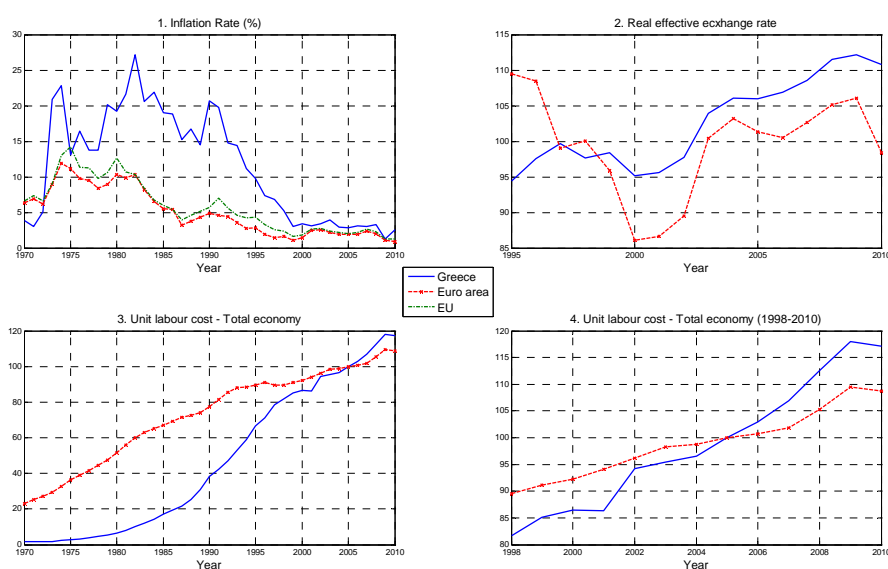 1. Inflation Rate (%)
30
25
20
15
10
5
0
1970 1975 1980 1985 1990 1995 2000 2005 2010
Year
2. Real effective ecxhange rate
115
110
105
100
95
90
85
1995 2000 2005 2010
Year
Greece
Euro area
EU
3. Unit labour cost - Total economy
120
100
80
60
40
20
0
1970 1975 1980 1985 1990 1995 2000 2005 2010
Year
4. Unit labour cost - Total economy (1998-2010)
120
115
110
105
100
95
90
85
80
1998 2000 2002 2004 2006 2008 2010
Year